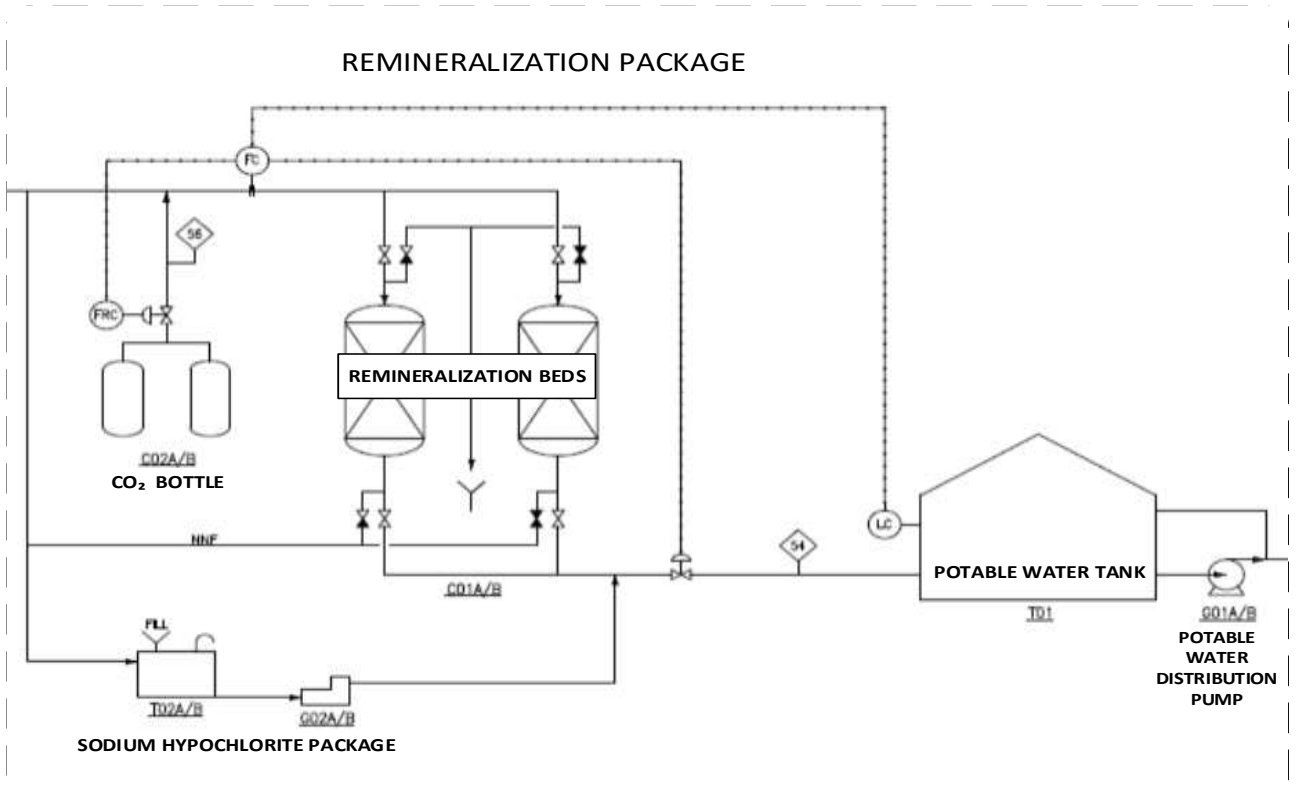 REMINERALIZATION PACKAGE
FC
56
FRC
REMINERALIZATION BEDS
C02A/B
CO₂ BOTTLE
LC
NNF
54
POTABLE WATER TANK
C01A/B
T01
G01A/B
POTABLE
WATER
DISTRIBUTION
PUMP
FILL
T02A/B
G02A/B
SODIUM HYPOCHLORITE PACKAGE